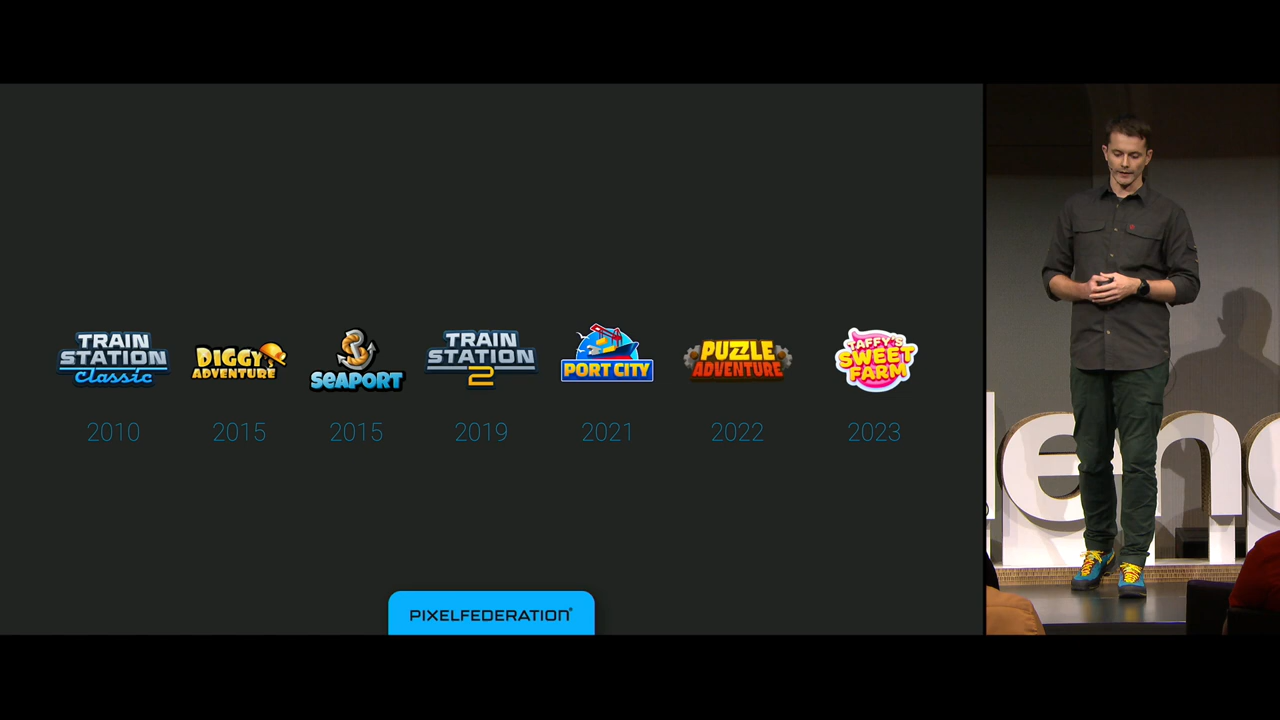 TRAIN
STATION
Classic
DIGGY'S
ADVENTURE
SEAPORT
TRAIN
STATION
2
PORT CITY
PUZZLE
ADVENTURE
TAFFY'S
SWEET
FARM
2010
2015
2015
2019
2021
2022
2023
PIXELFEDERATION®